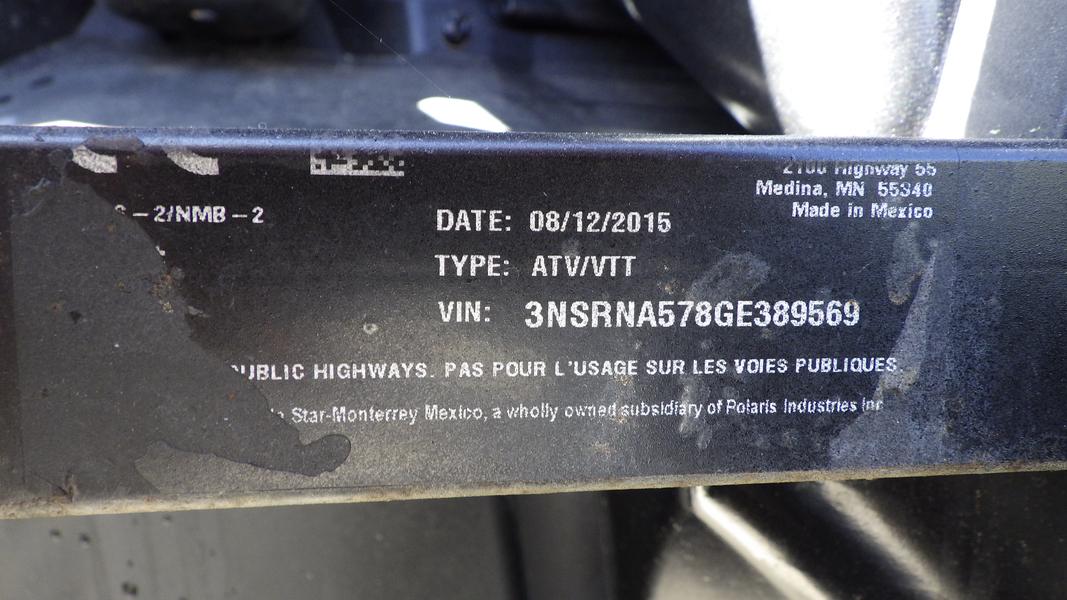 2100 Highway 55
Medina, MN 55340
Made in Mexico
- 2/NMB - 2
DATE: 08/12/2015
TYPE: ATV/VTT
VIN: 3NSRNA578GE389569
HIGHWAYS. PAS POUR L'USAGE SUR LES VOIES PUBLIQUES.
Star-Monterrey Mexico, a wholly owned subsidiary of Polaris Industries Inc